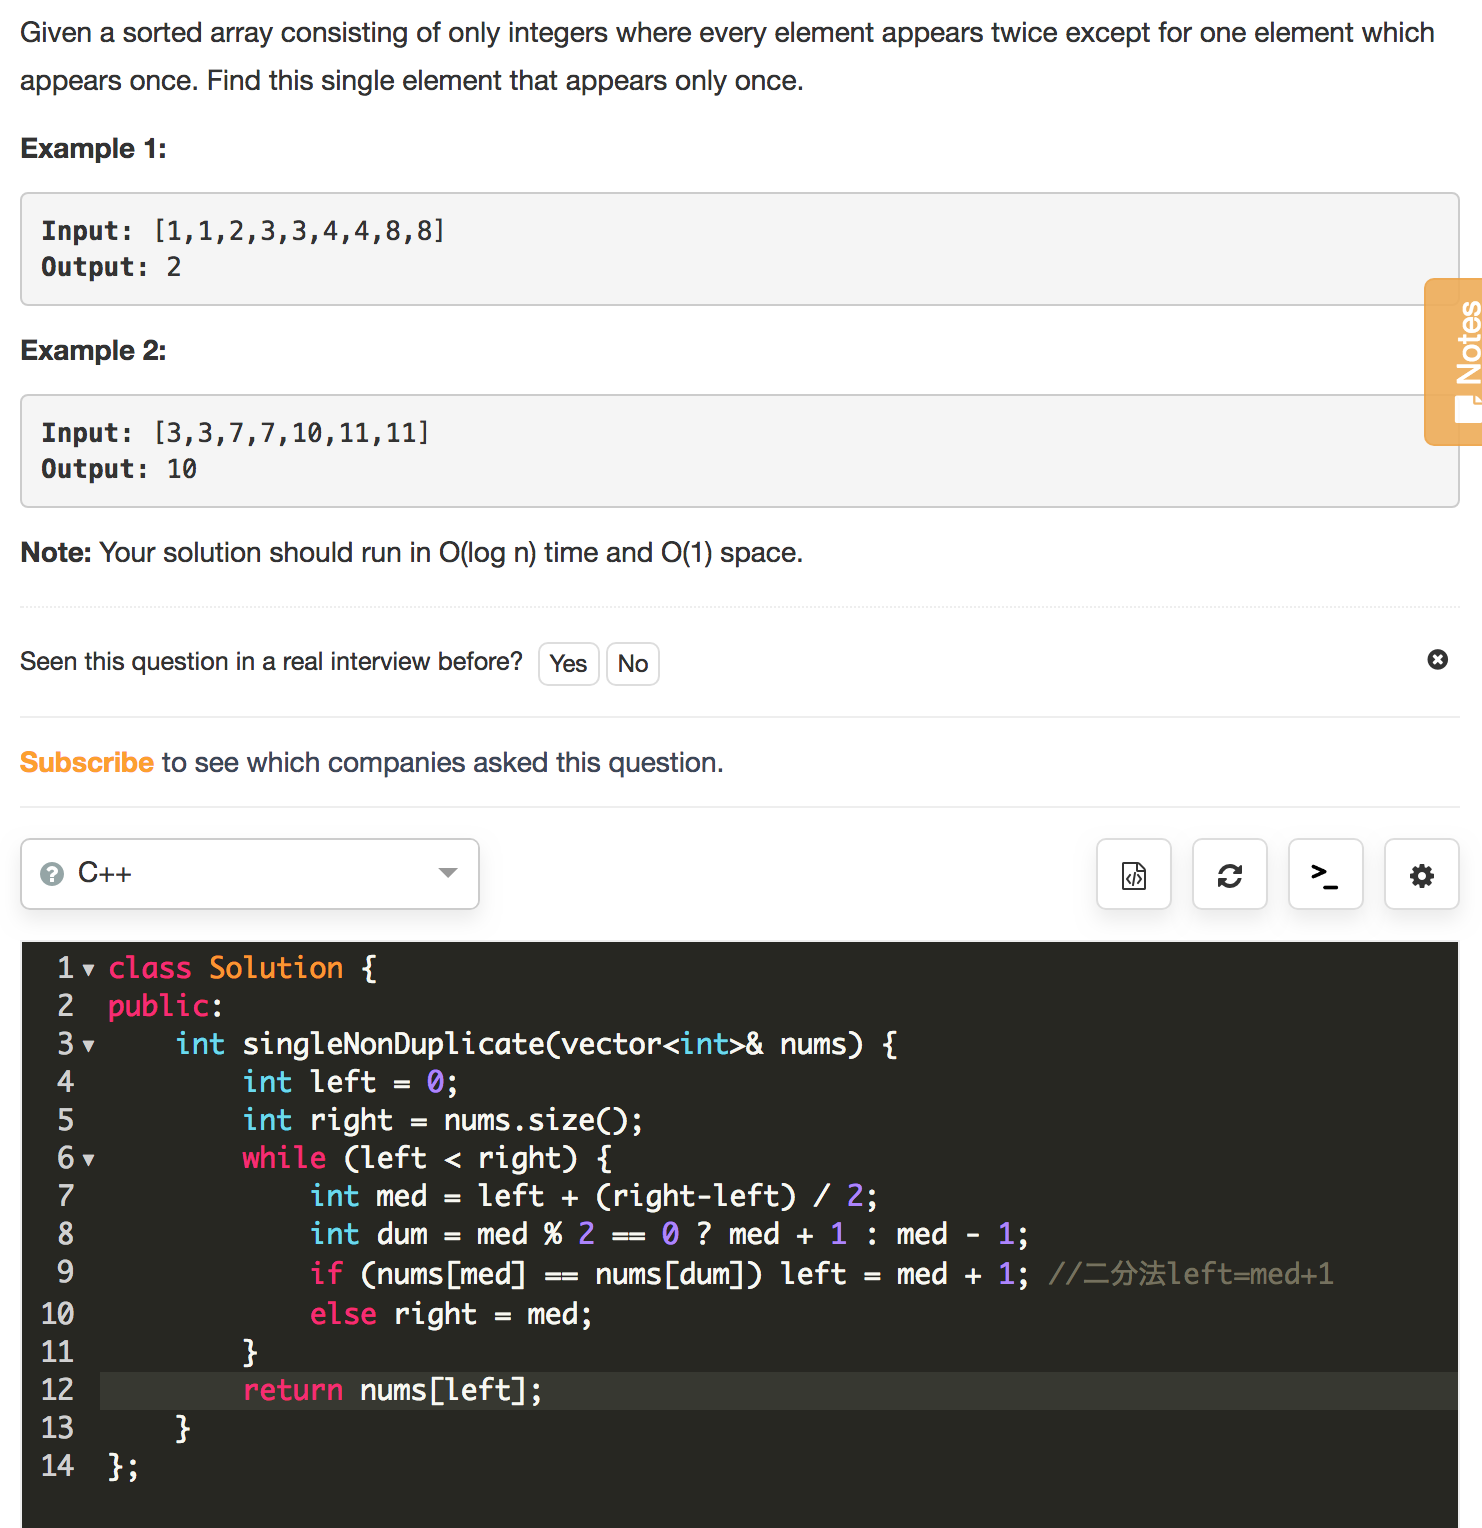 Given a sorted array consisting of only integers where every element appears twice except for one element which
appears once. Find this single element that appears only once.
Example 1:
Input: [1,1,2,3,3,4,4,8,8]
Output: 2
Notes
Example 2:
Input: [3,3,7,7,10,11,11]
Output: 10
Note: Your solution should run in O(log n) time and O(1) space.
Seen this question in a real interview before? Yes No
Subscribe to see which companies asked this question.
? C++
1 class Solution {
2 public:
3     int singleNonDuplicate(vector<int>& nums) {
4         int left = 0;
5         int right = nums.size();
6         while (left < right) {
7             int med = left + (right-left) / 2;
8             int dum = med % 2 == 0 ? med + 1 : med - 1;
9             if (nums[med] == nums[dum]) left = med + 1; //二分法left=med+1
10             else right = med;
11         }
12         return nums[left];
13     }
14 };